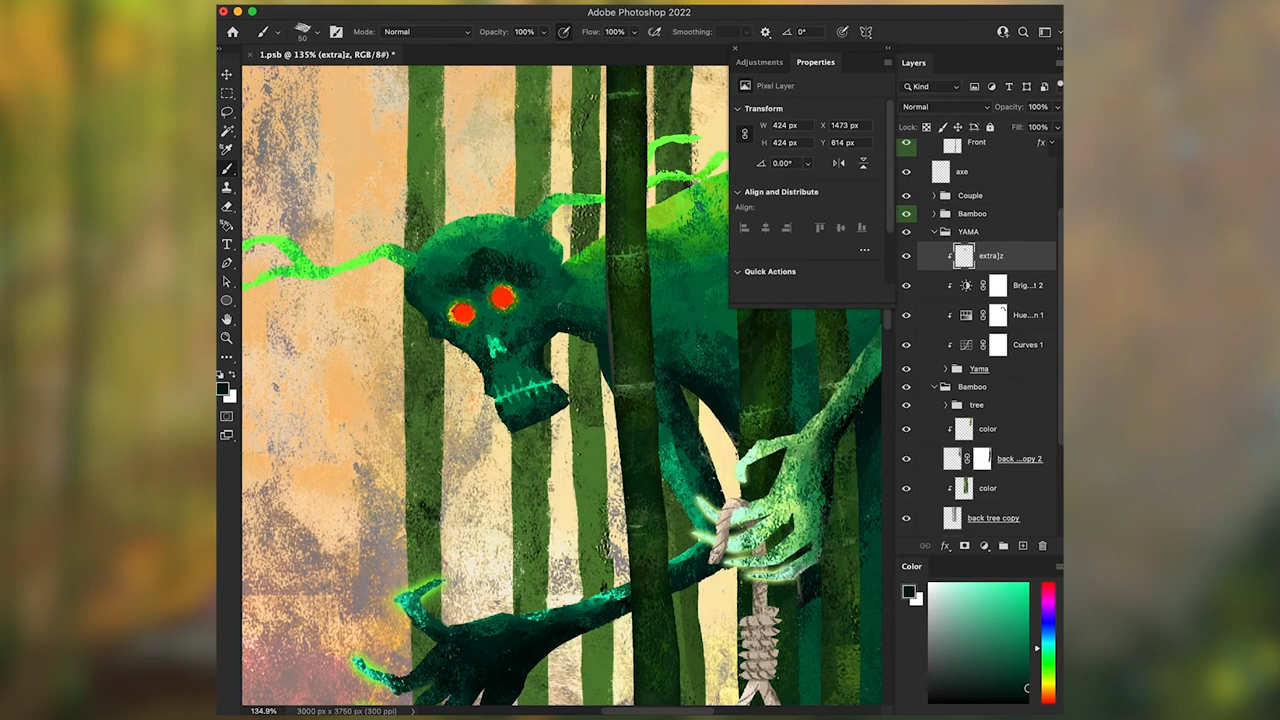 Adobe Photoshop 2022
50
Mode:
Normal
Opacity:
100%
Flow:
100%
Smoothing:
0°
1.psb @ 135% (extra]z, RGB/8#) *
Adjustments
Properties
Pixel Layer
Transform
W
424 px
X
1473 px
H
424 px
Y
614 px
0.00°
Align and Distribute
Align:
Quick Actions
Layers
Kind
Normal
Opacity:
100%
Lock:
Fill:
100%
Front
fx
axe
Couple
Bamboo
YAMA
extra]z
Brig...t 2
Hue...n 1
Curves 1
Yama
Bamboo
tree
color
back ...opy 2
color
back tree copy
fx
Color
134.9%
3000 px x 3750 px (300 ppi)